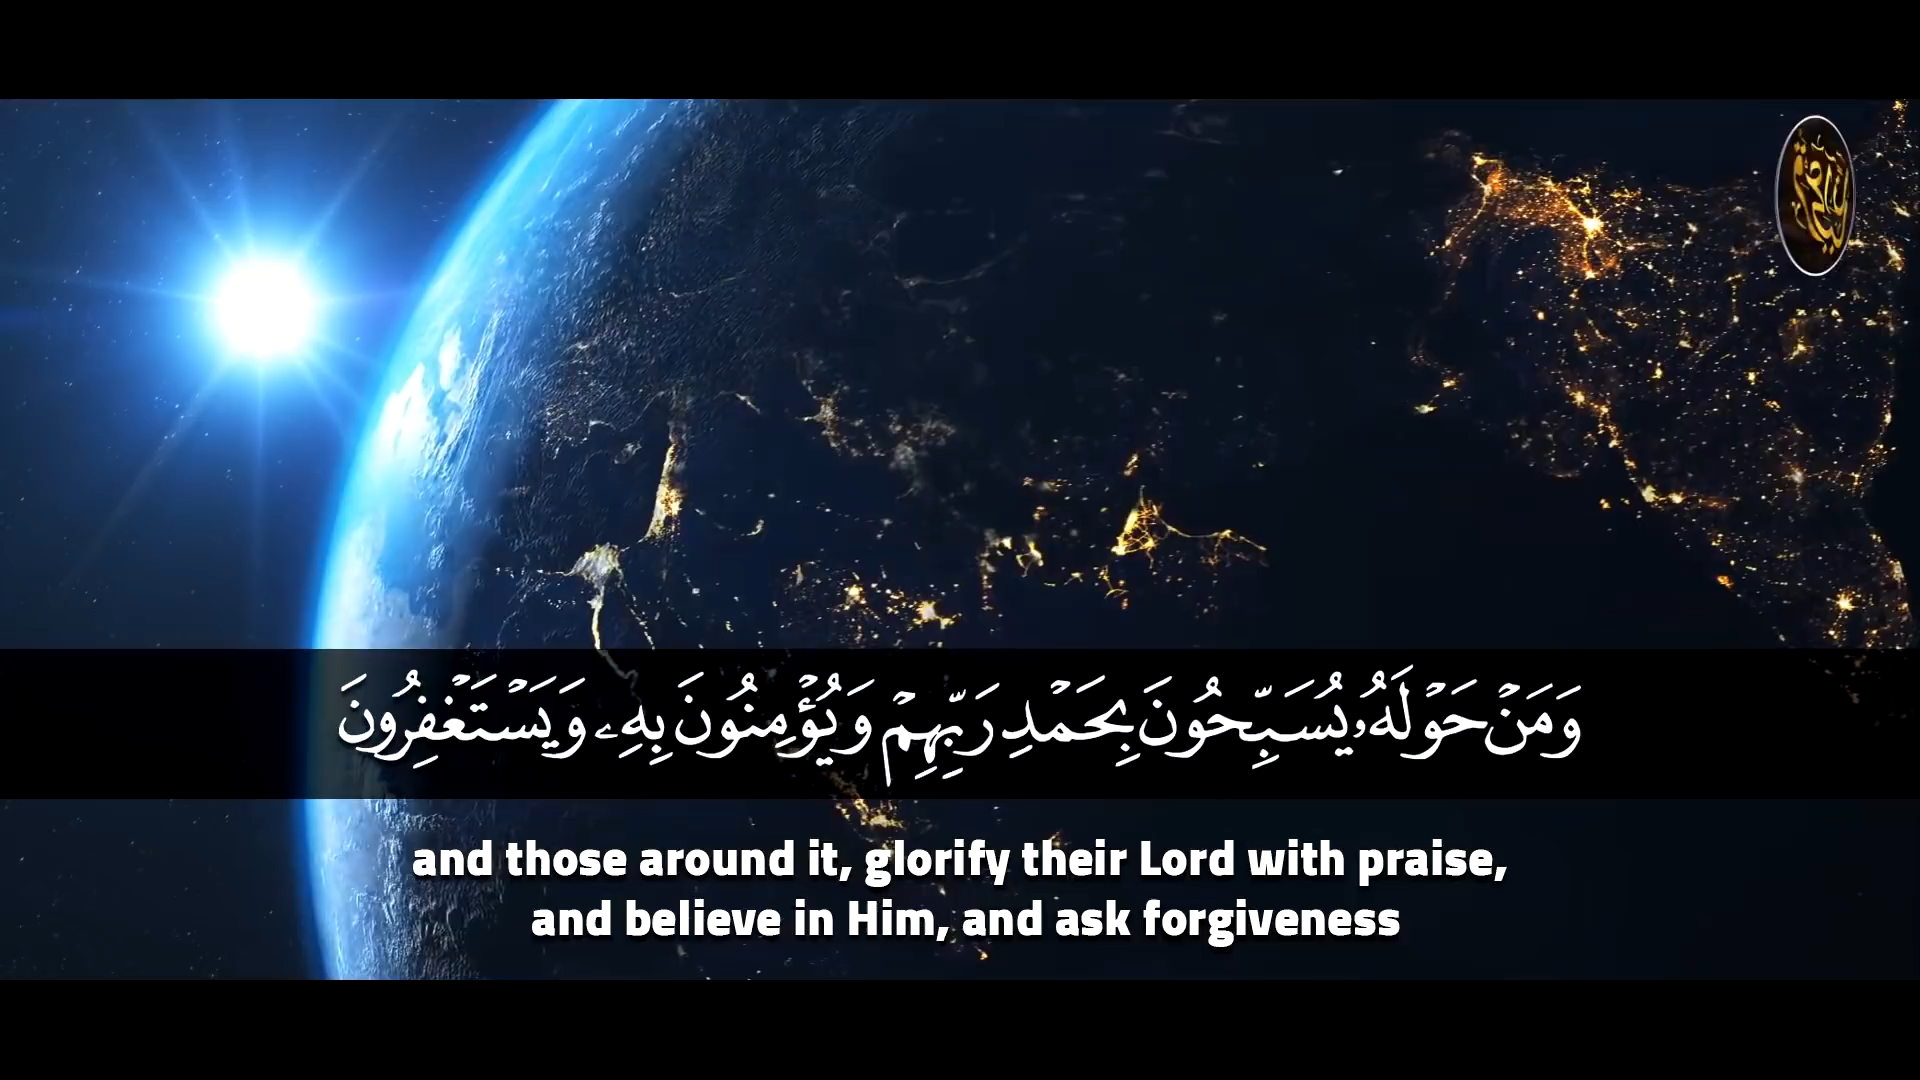 وَمَنْ حَوْلَهُۥ يُسَبِّحُونَ بِحَمْدِ رَبِّهِمْ وَيُؤْمِنُونَ بِهِۦ وَيَسْتَغْفِرُونَ
and those around it, glorify their Lord with praise,
and believe in Him, and ask forgiveness